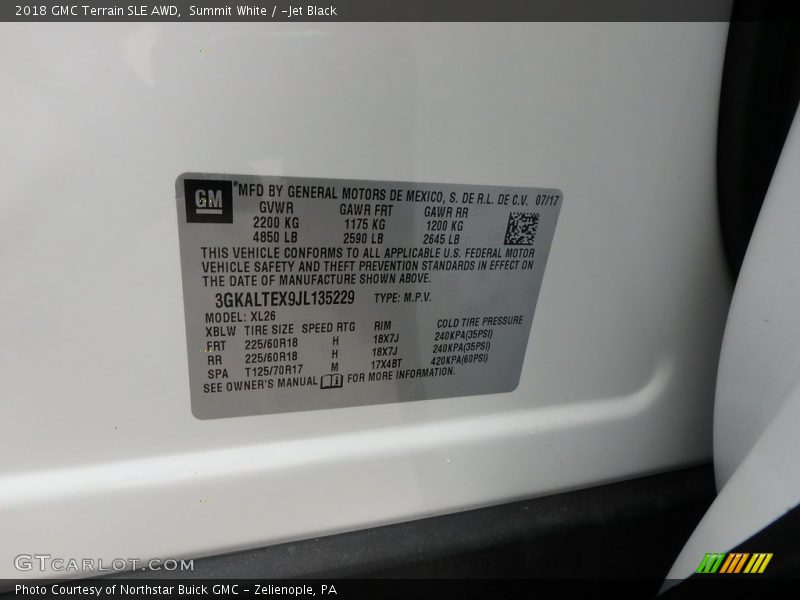 2018 GMC Terrain SLE AWD, Summit White / -Jet Black
GM
MFD BY GENERAL MOTORS DE MEXICO, S. DE R.L. DE C.V. 07/17
GVWR GAWR FRT GAWR RR
2200 KG 1175 KG 1200 KG
4850 LB 2590 LB 2645 LB
THIS VEHICLE CONFORMS TO ALL APPLICABLE U.S. FEDERAL MOTOR
VEHICLE SAFETY AND THEFT PREVENTION STANDARDS IN EFFECT ON
THE DATE OF MANUFACTURE SHOWN ABOVE.
3GKALTEX9JL135229 TYPE: M.P.V.
MODEL: XL26
XBLW TIRE SIZE SPEED RTG RIM COLD TIRE PRESSURE
FRT 225/60R18 H 18X7J 240KPA(35PSI)
RR 225/60R18 H 18X7J 240KPA(35PSI)
SPA T125/70R17 M 17X4BT 420KPA(60PSI)
SEE OWNER'S MANUAL FOR MORE INFORMATION.
GTCarLot.com
Photo Courtesy of Northstar Buick GMC - Zelienople, PA